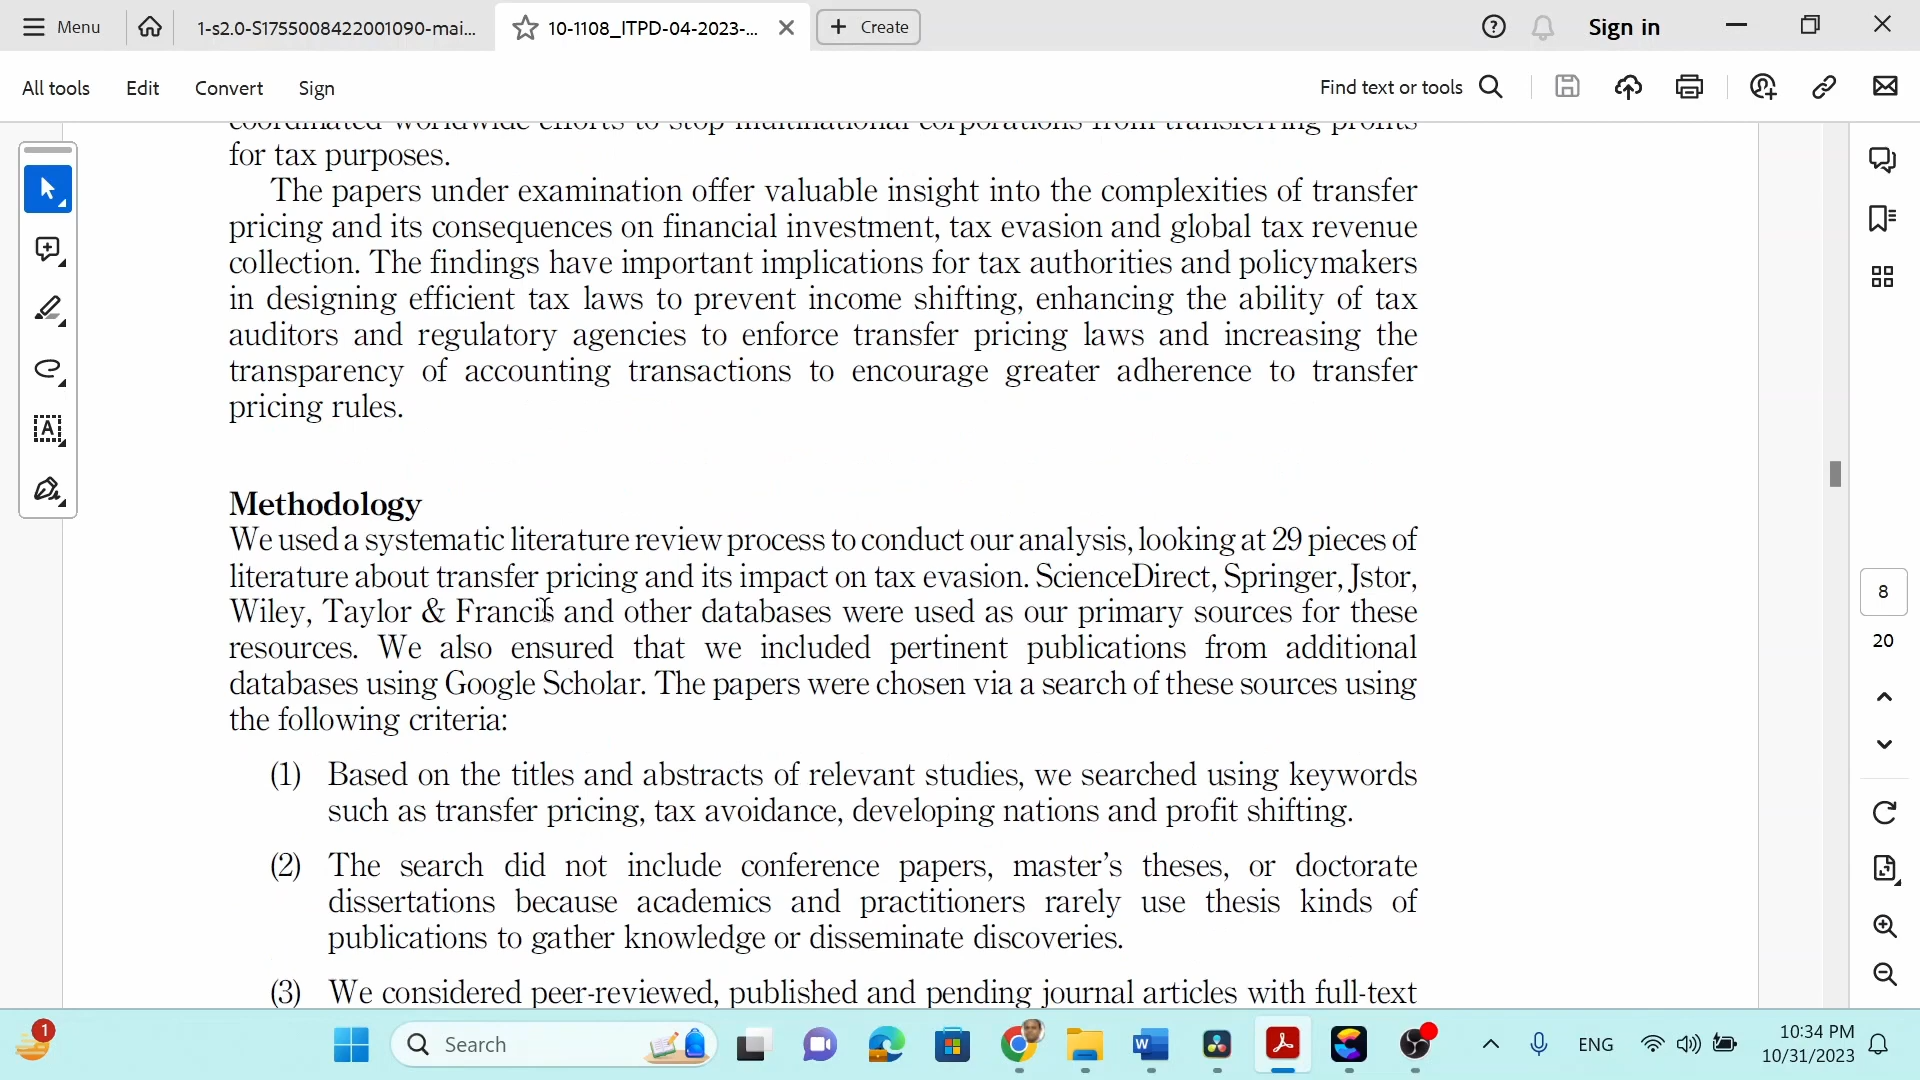 Menu
1-s2.0-S1755008422001090-mai...
10-1108_ITPD-04-2023-...
Create
Sign in
All tools
Edit
Convert
Sign
Find text or tools
coordinated worldwide efforts to stop multinational corporations from transferring profits
for tax purposes.
The papers under examination offer valuable insight into the complexities of transfer
pricing and its consequences on financial investment, tax evasion and global tax revenue
collection. The findings have important implications for tax authorities and policymakers
in designing efficient tax laws to prevent income shifting, enhancing the ability of tax
auditors and regulatory agencies to enforce transfer pricing laws and increasing the
transparency of accounting transactions to encourage greater adherence to transfer
pricing rules.
Methodology
We used a systematic literature review process to conduct our analysis, looking at 29 pieces of
literature about transfer pricing and its impact on tax evasion. ScienceDirect, Springer, Jstor,
Wiley, Taylor & Francis and other databases were used as our primary sources for these
resources. We also ensured that we included pertinent publications from additional
databases using Google Scholar. The papers were chosen via a search of these sources using
the following criteria:
(1) Based on the titles and abstracts of relevant studies, we searched using keywords
such as transfer pricing, tax avoidance, developing nations and profit shifting.
(2) The search did not include conference papers, master's theses, or doctorate
dissertations because academics and practitioners rarely use thesis kinds of
publications to gather knowledge or disseminate discoveries.
(3) We considered peer-reviewed, published and pending journal articles with full-text
8
20
1
Search
ENG
10:34 PM
10/31/2023